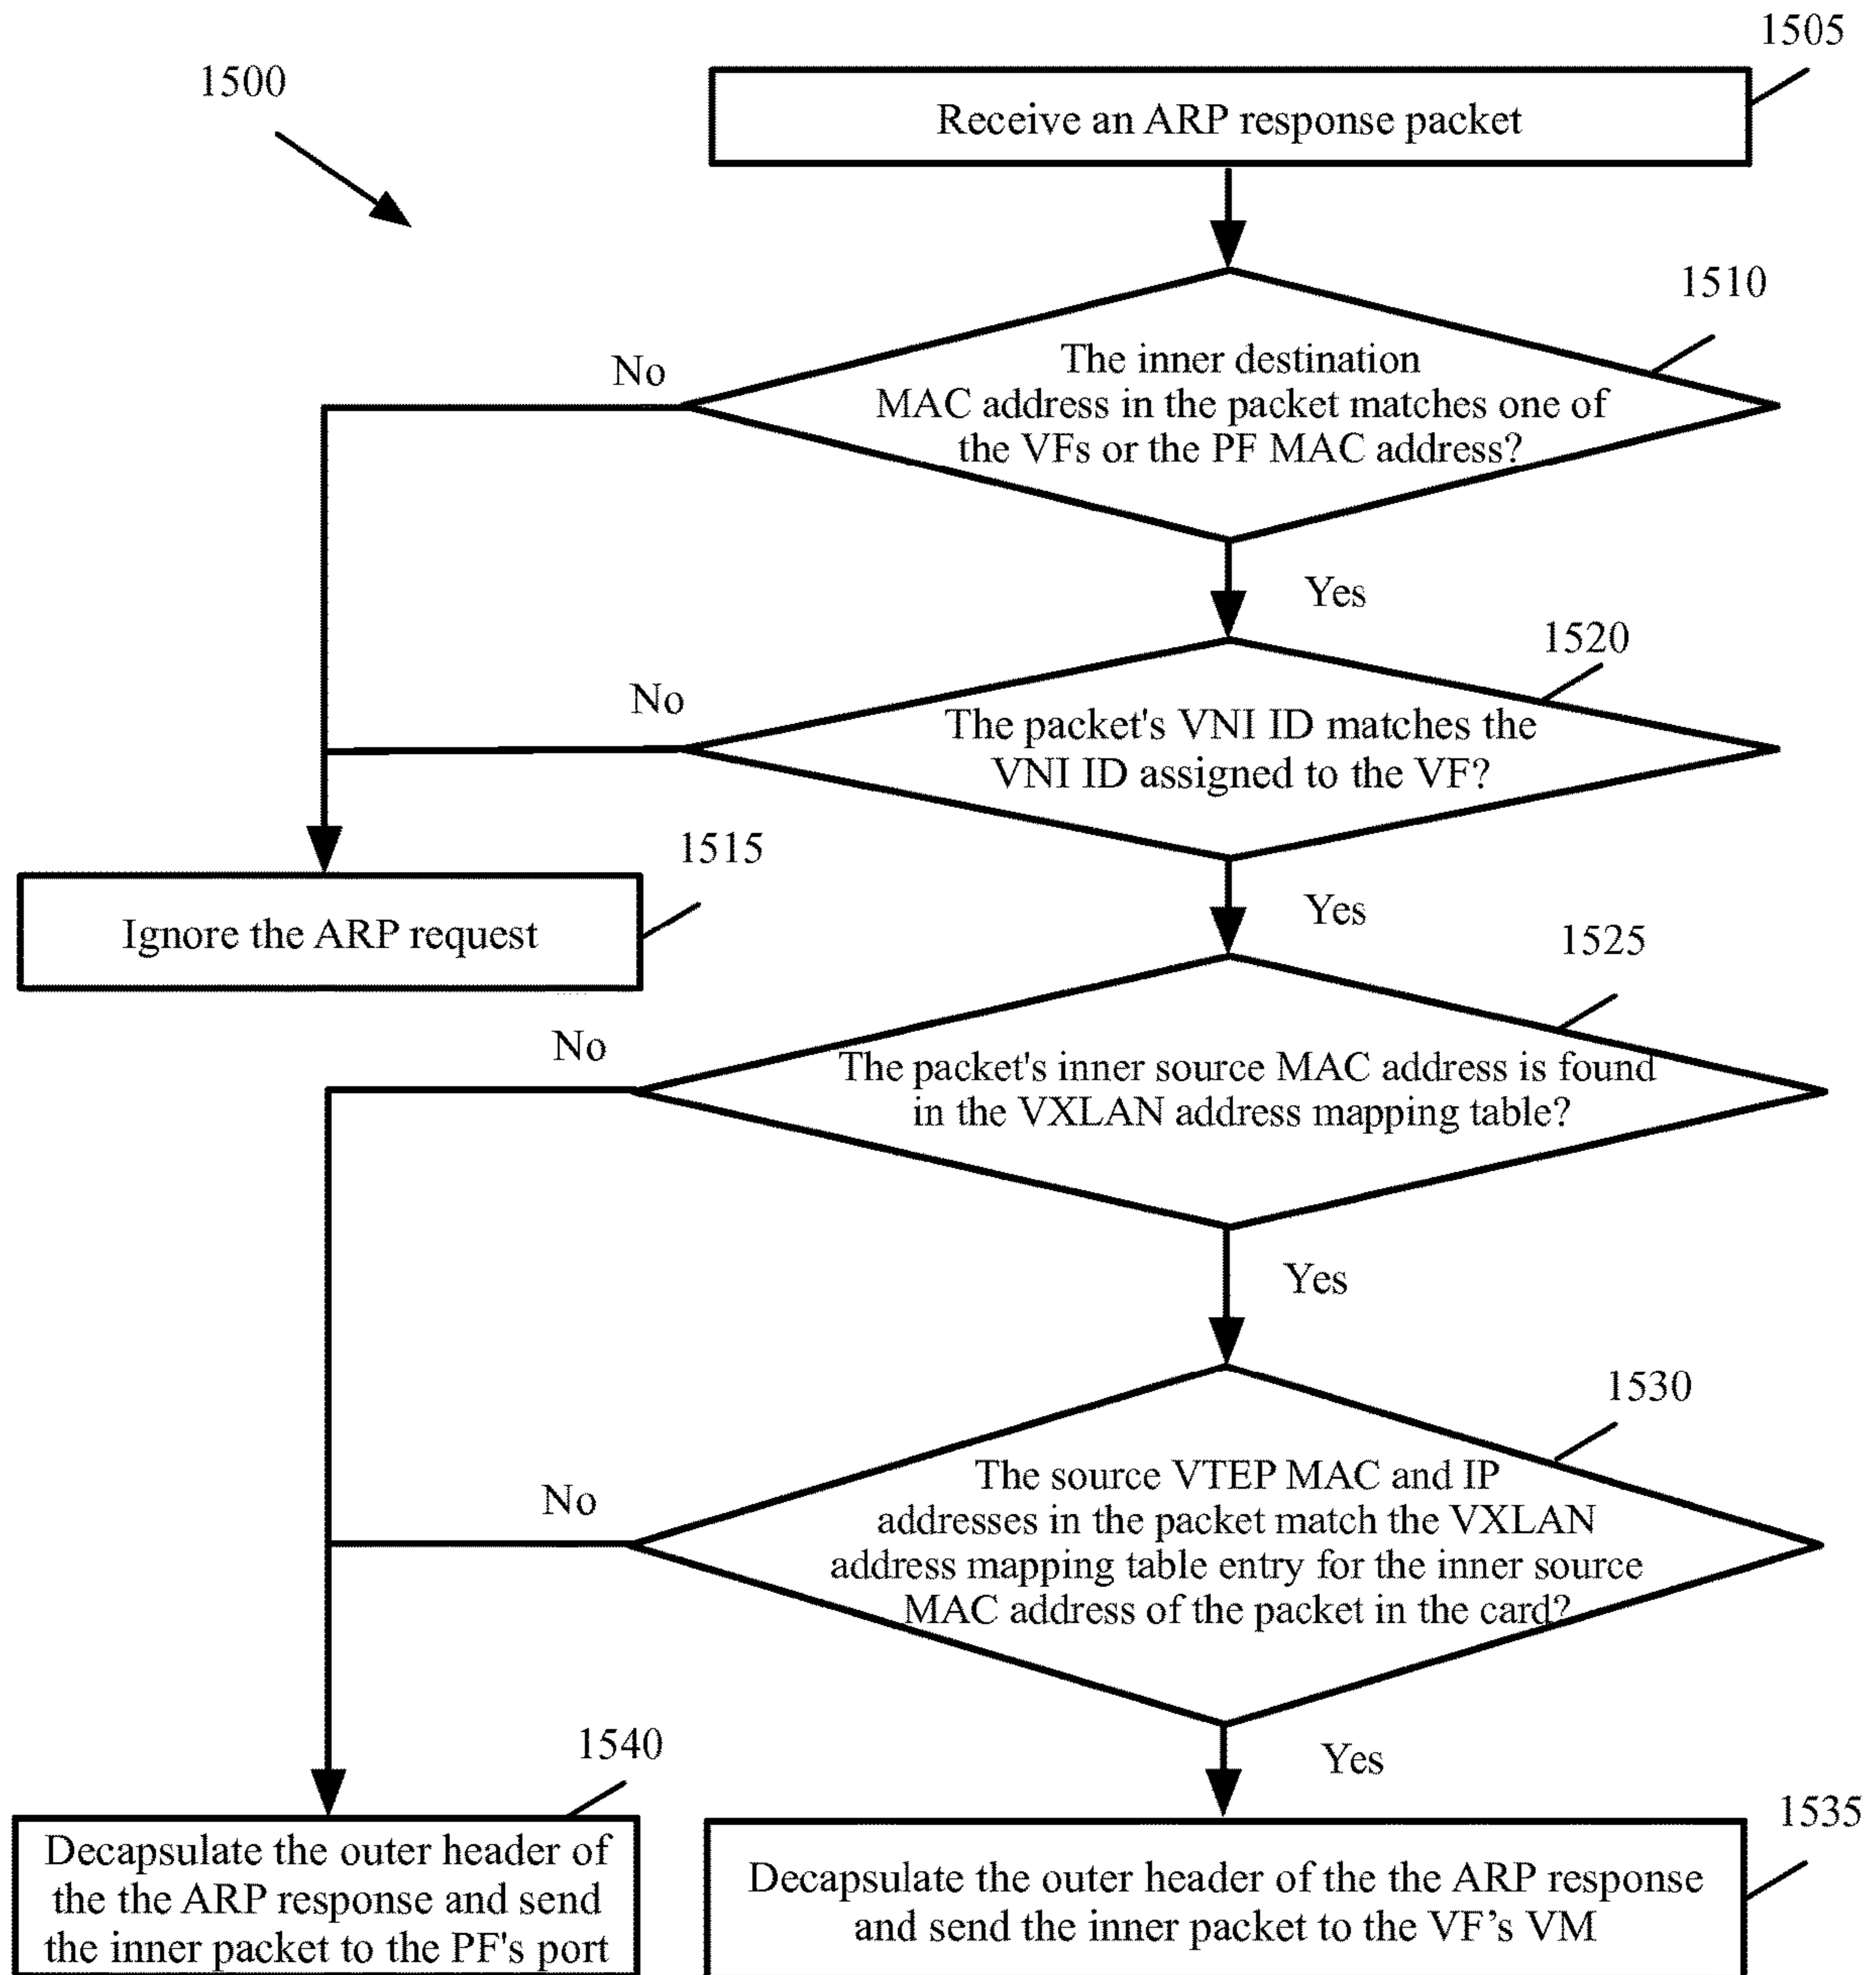 1505
1500
Receive an ARP response packet
1510
The inner destination
No
MAC address in the packet matches one of
the VFs or the PF MAC address?
Yes
1520
No
The packet's VNI ID matches the
VNI ID assigned to the VF?
1515
Yes
Ignore the ARP request
1525
No
The packet's inner source MAC address is found
in the VXLAN address mapping table?
Yes
1530
The source VTEP MAC and IP
No
addresses in the packet match the VXLAN
address mapping table entry for the inner source
MAC address of the packet in the card?
1540
Yes
1535
Decapsulate the outer header of
the the ARP response and send
the inner packet to the PF's port
Decapsulate the outer header of the the ARP response
and send the inner packet to the VF’s VM